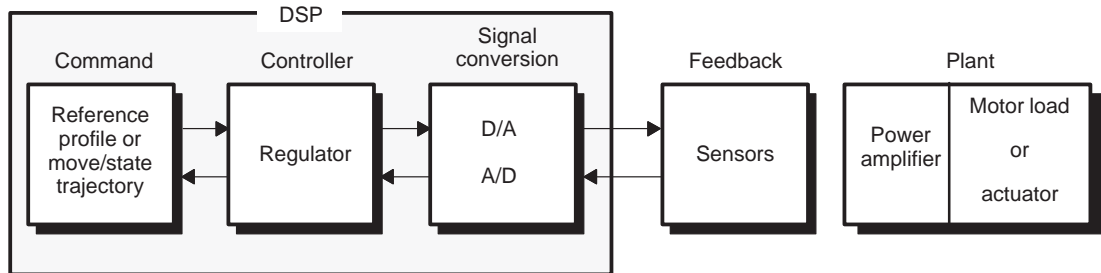 DSP
Command
Controller
Signal
conversion
Feedback
Plant
Reference
profile or
move/state
trajectory
Regulator
D/A
A/D
Sensors
Power
amplifier
Motor load
or
actuator